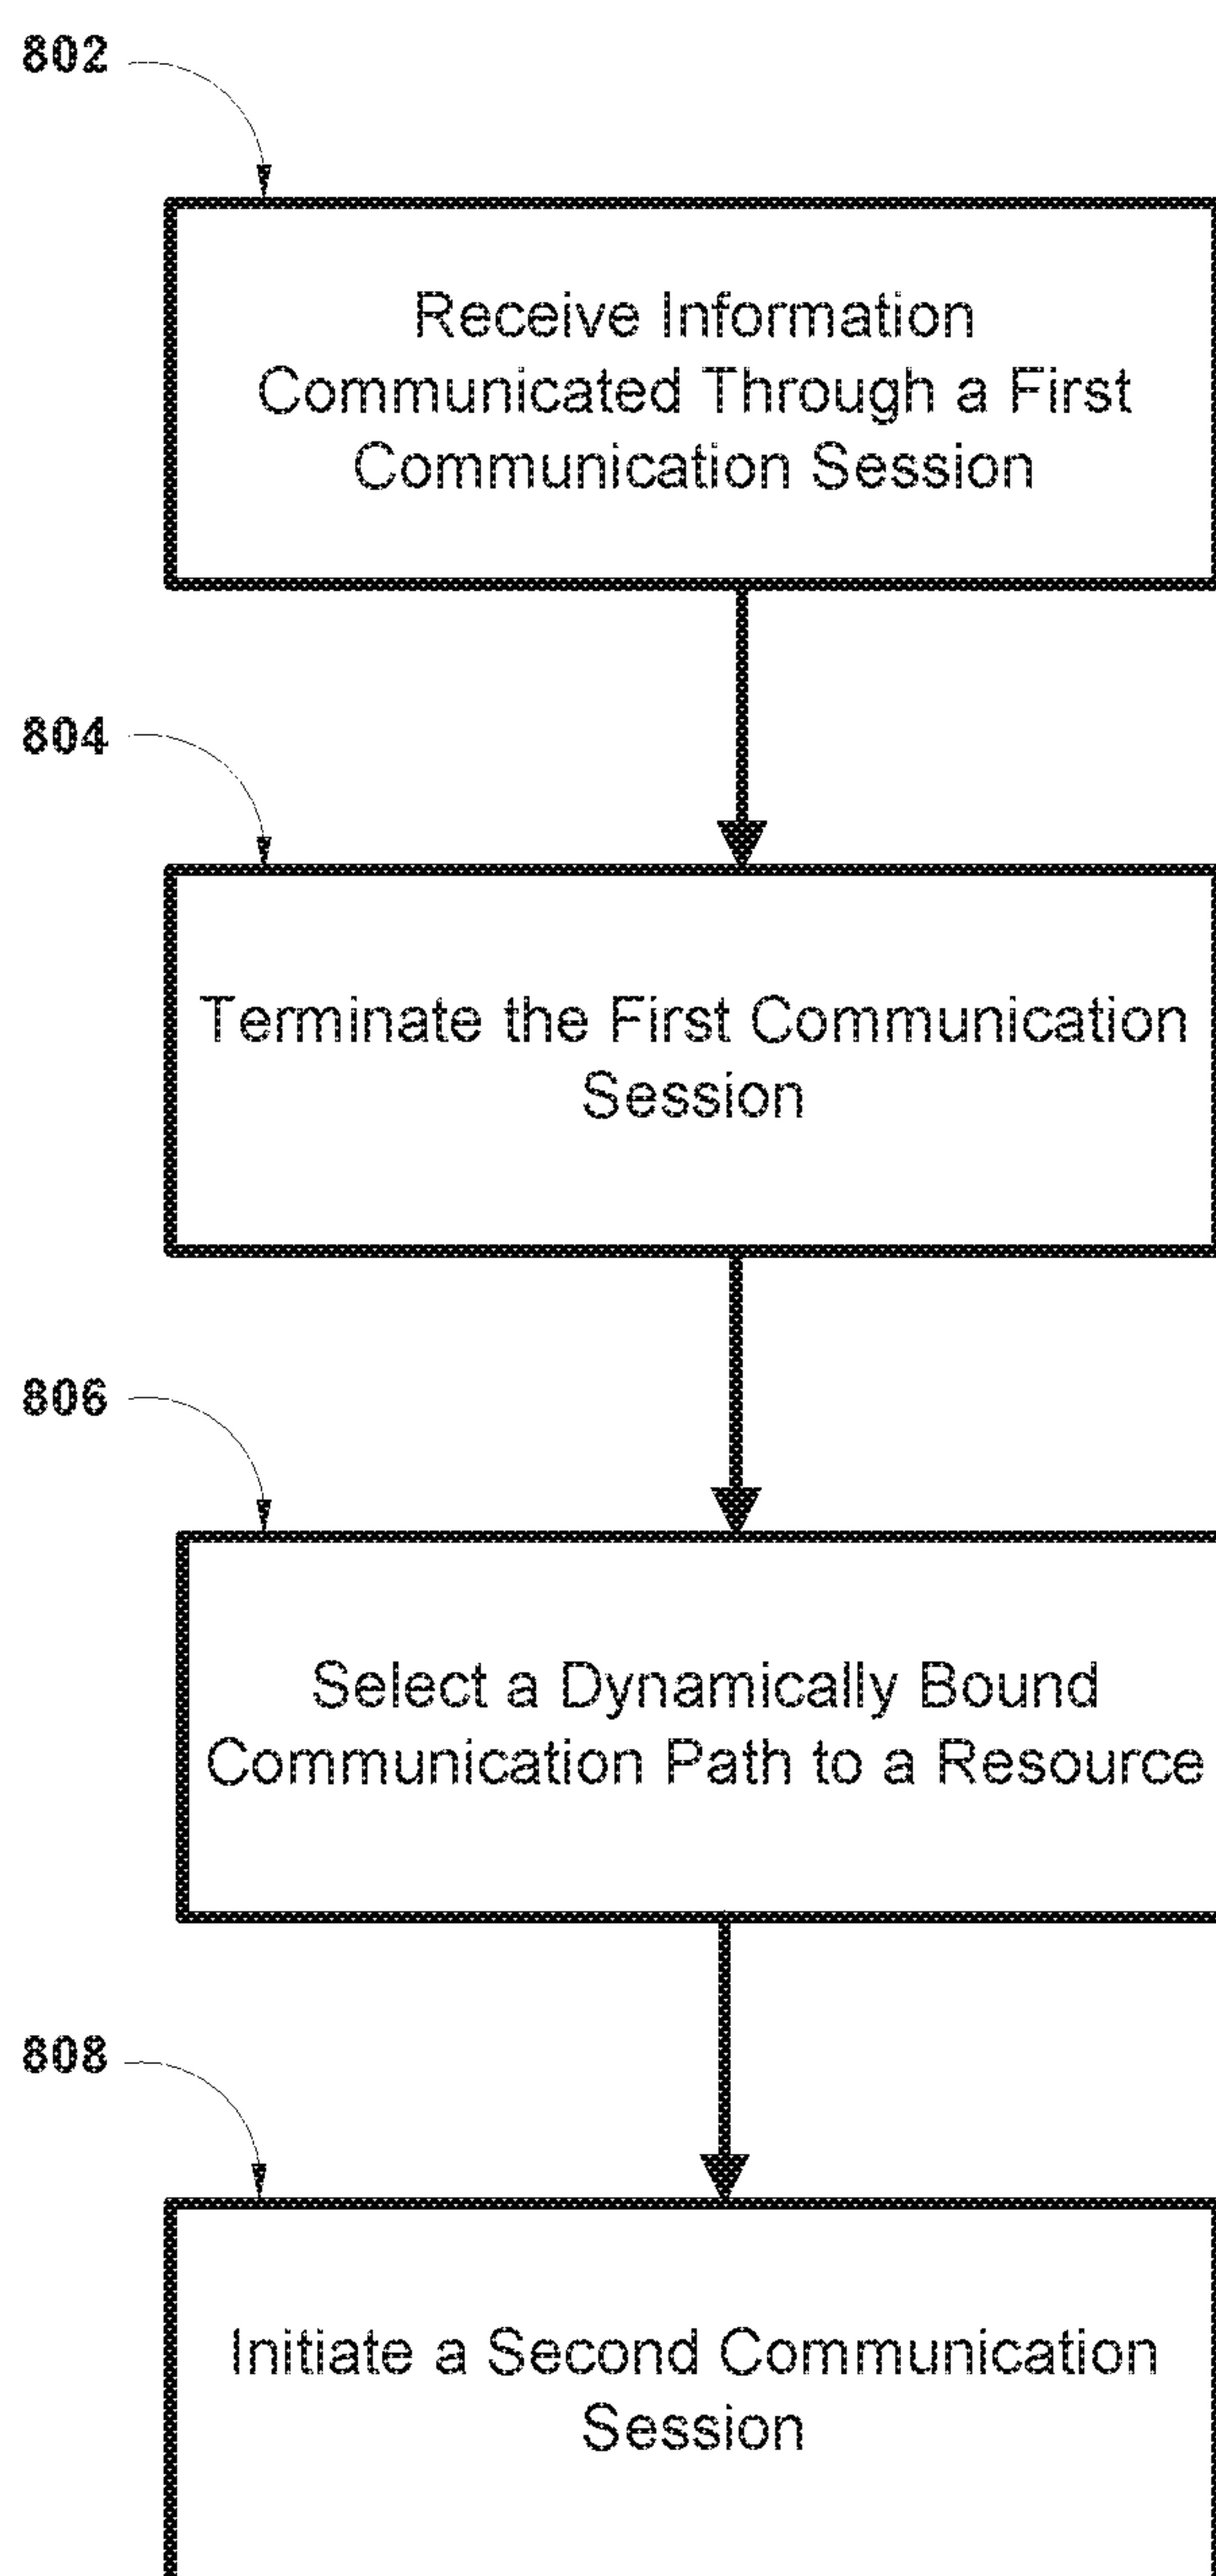 802
Receive Information
Communicated Through a First
Communication Session
804
Terminate the First Communication
Session
806
Select a Dynamically Bound
Communication Path to a Resource
808
Initiate a Second Communication
Session